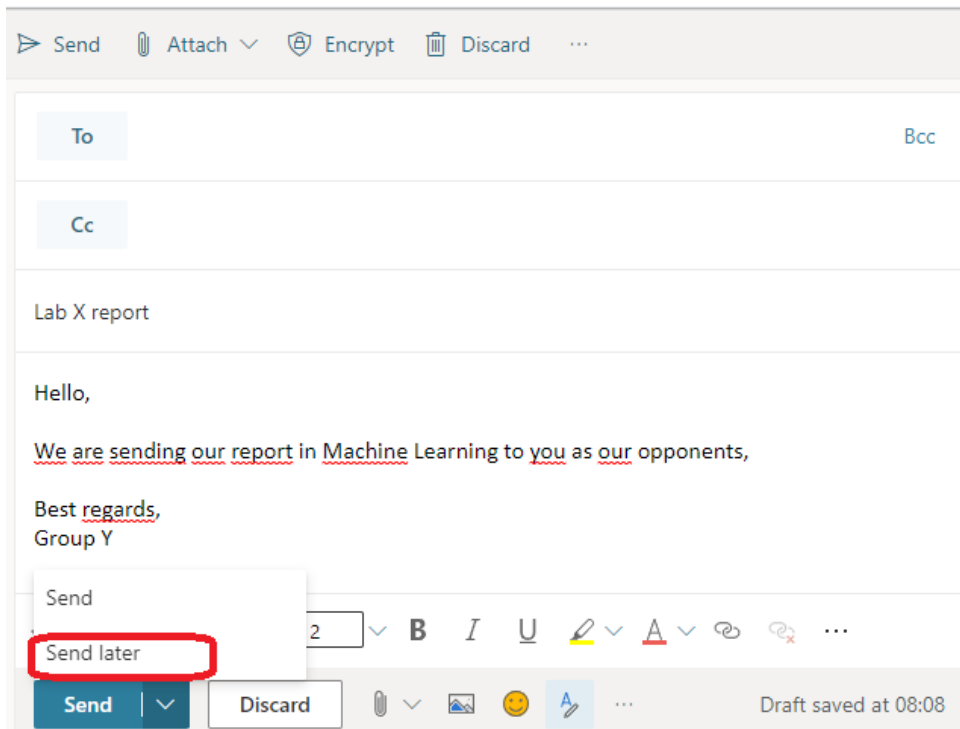 Send Attach Encrypt Discard ...
To Bcc
Cc
Lab X report
Hello,
We are sending our report in Machine Learning to you as our opponents,
Best regards,
Group Y
Send
2 B I U A ...
Send later
Send Discard ... Draft saved at 08:08